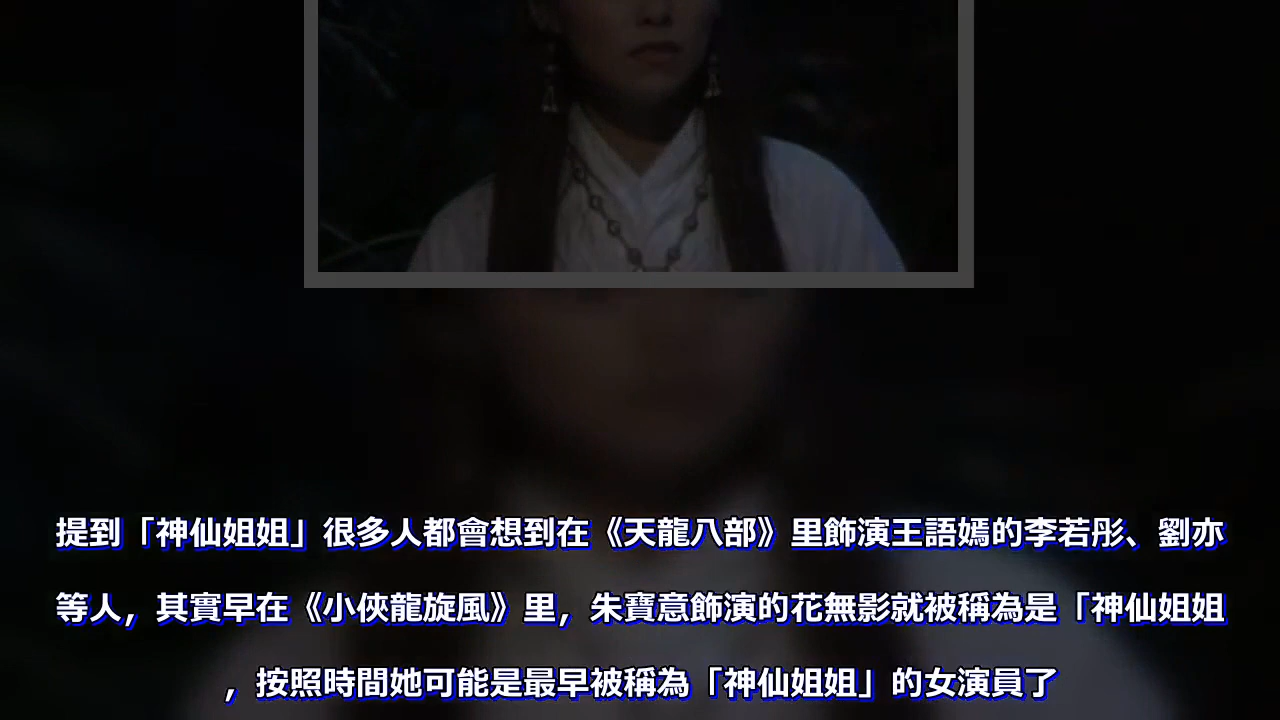 提到「神仙姐姐」很多人都會想到在《天龍八部》里飾演王語嫣的李若彤、劉亦
等人，其實早在《小俠龍旋風》里，朱寶意飾演的花無影就被稱為是「神仙姐姐
，按照時間她可能是最早被稱為「神仙姐姐」的女演員了